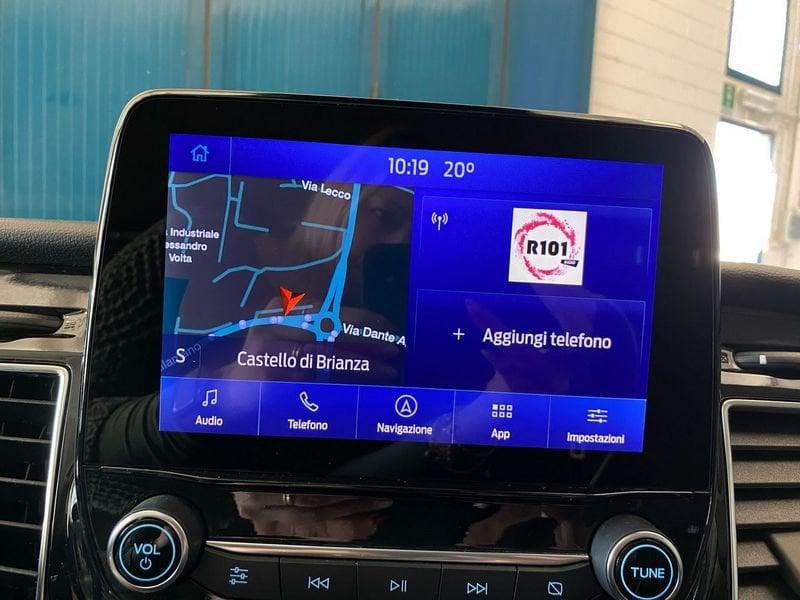 10:19 20º
Via Lecco
Industriale
essandro
Volta
Via Dante A
S
Castello di Brianza
R101
+ Aggiungi telefono
Audio
Telefono
Navigazione
App
Impostazioni
VOL
TUNE